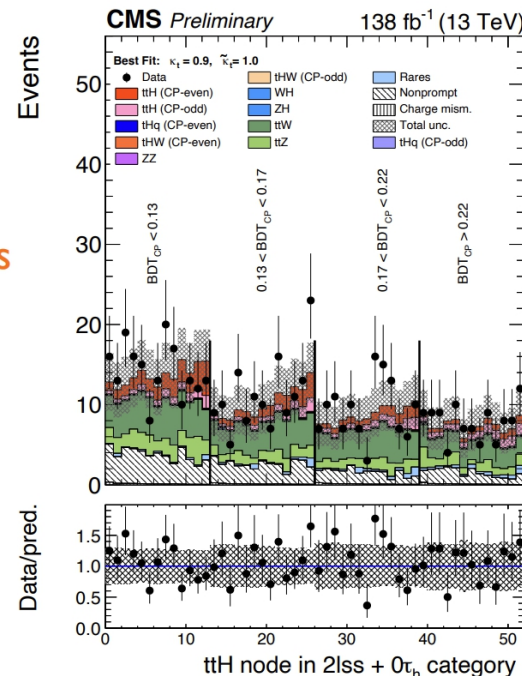 CMS Preliminary 138 fb⁻¹ (13 TeV)
Events
Best Fit: κt = 0.9, κ̃t= 1.0
Data
ttH (CP-even)
ttH (CP-odd)
tHq (CP-even)
tHW (CP-even)
ZZ
tHW (CP-odd)
WH
ZH
ttW
ttZ
Rares
Nonprompt
Charge mism.
Total unc.
tHq (CP-odd)
50
40
30
20
10
0
s
BDTCP < 0.13
0.13 < BDTCP < 0.17
0.17 < BDTCP < 0.22
BDTCP > 0.22
Data/pred.
1.5
1.0
0.5
0.0
0 10 20 30 40 50
ttH node in 2lss + 0τh category